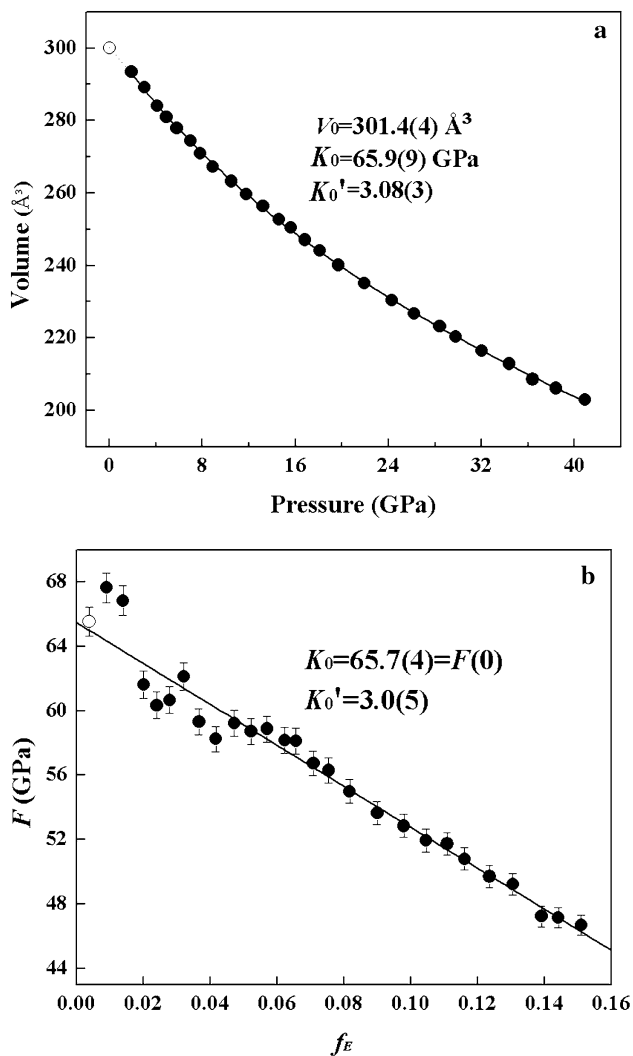 a
300
280
260
240
220
200
Volume (Å³)
V0=301.4(4) Å³
K0=65.9(9) GPa
K0'=3.08(3)
0 8 16 24 32 40
Pressure (GPa)
b
68
64
60
56
52
48
44
F (GPa)
K0=65.7(4)=F(0)
K0'=3.0(5)
0.00 0.02 0.04 0.06 0.08 0.10 0.12 0.14 0.16
fE